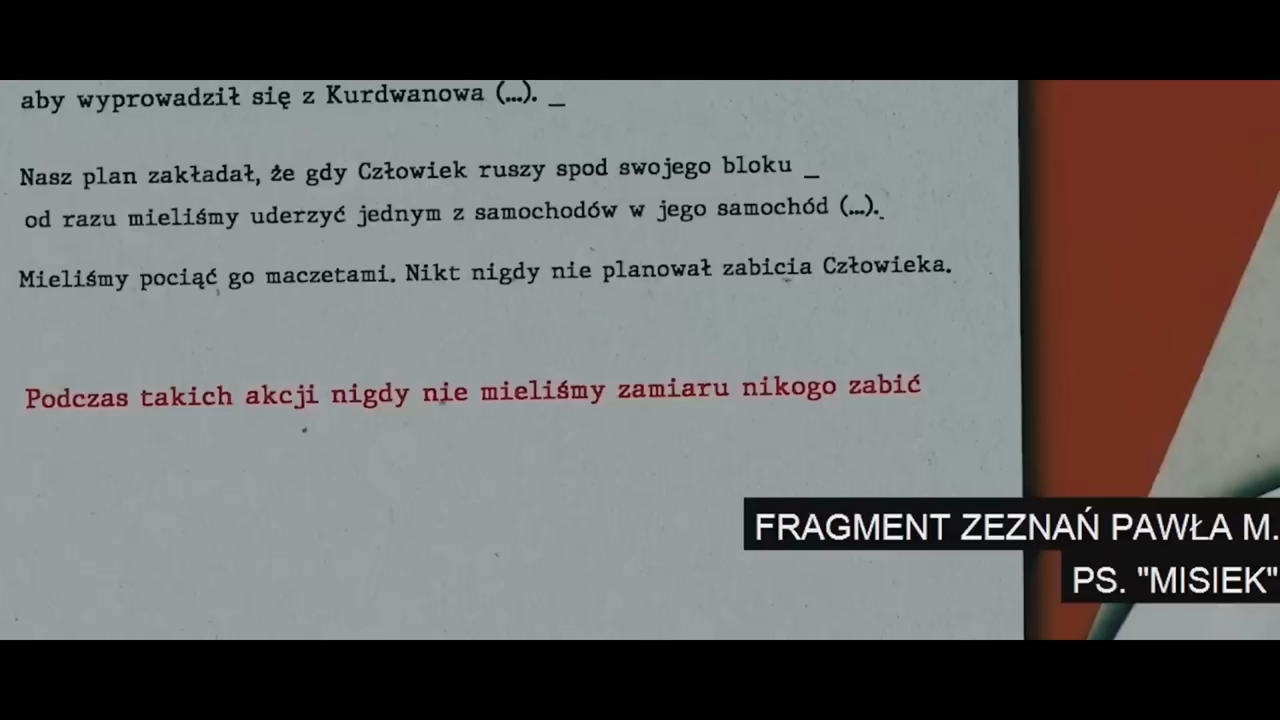 aby wyprowadził się z Kurdwanowa (...). _
Nasz plan zakładał, że gdy Człowiek ruszy spod swojego bloku _
od razu mieliśmy uderzyć jednym z samochodów w jego samochód (...)._
Mieliśmy pociąć go maczetami. Nikt nigdy nie planował zabicia Człowieka.
Podczas takich akcji nigdy nie mieliśmy zamiaru nikogo zabić
FRAGMENT ZEZNAŃ PAWŁA M.
PS. "MISIEK"